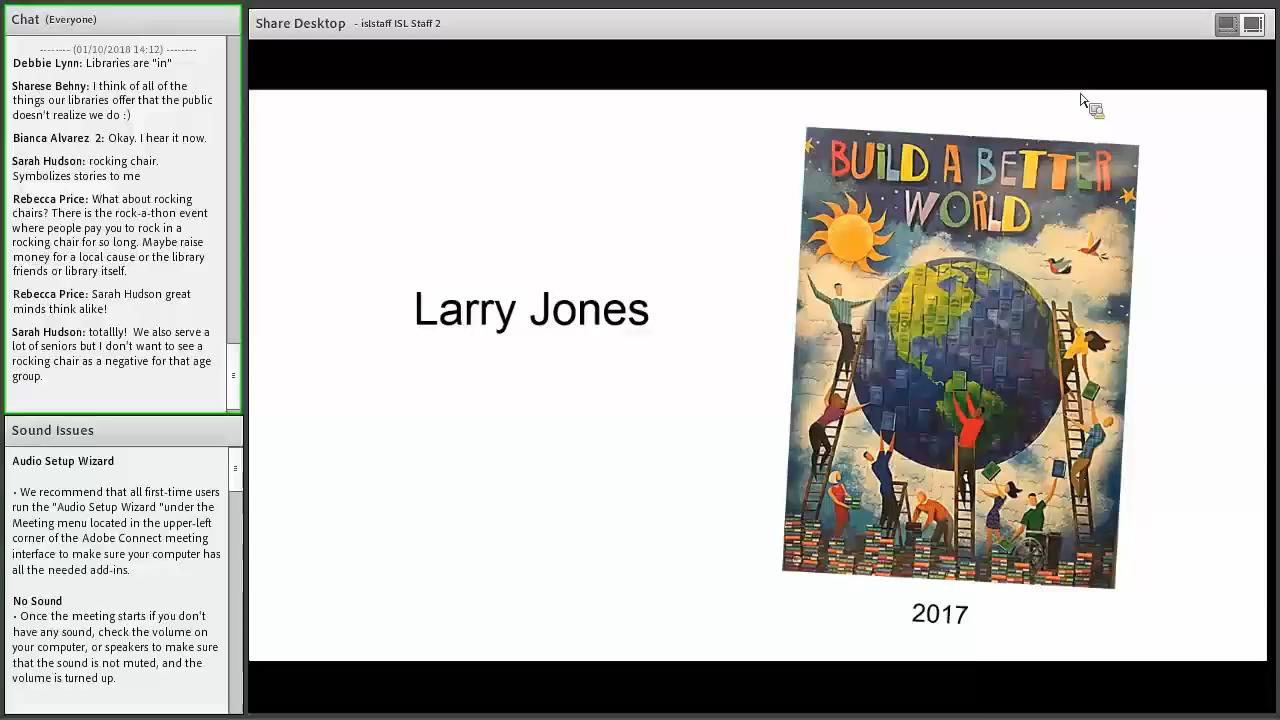 Chat (Everyone)
-------- (01/10/2018 14:12) --------
Debbie Lynn: Libraries are "in"
Sharese Behny: I think of all of the
things our libraries offer that the public
doesn't realize we do :)
Bianca Alvarez 2: Okay. I hear it now.
Sarah Hudson: rocking chair.
Symbolizes stories to me
Rebecca Price: What about rocking
chairs? There is the rock-a-thon event
where people pay you to rock in a
rocking chair for so long. Maybe raise
money for a local cause or the library
friends or library itself.
Rebecca Price: Sarah Hudson great
minds think alike!
Sarah Hudson: totally! We also serve a
lot of seniors but I don't want to see a
rocking chair as a negative for that age
group.
Sound Issues
Audio Setup Wizard
• We recommend that all first-time users
run the "Audio Setup Wizard "under the
Meeting menu located in the upper-left
corner of the Adobe Connect meeting
interface to make sure your computer has
all the needed add-ins.
No Sound
• Once the meeting starts if you don't
have any sound, check the volume on
your computer, or speakers to make sure
that the sound is not muted, and the
volume is turned up.
Share Desktop - islstaff ISL Staff 2
Larry Jones
BUILD A BETTER
WORLD
2017